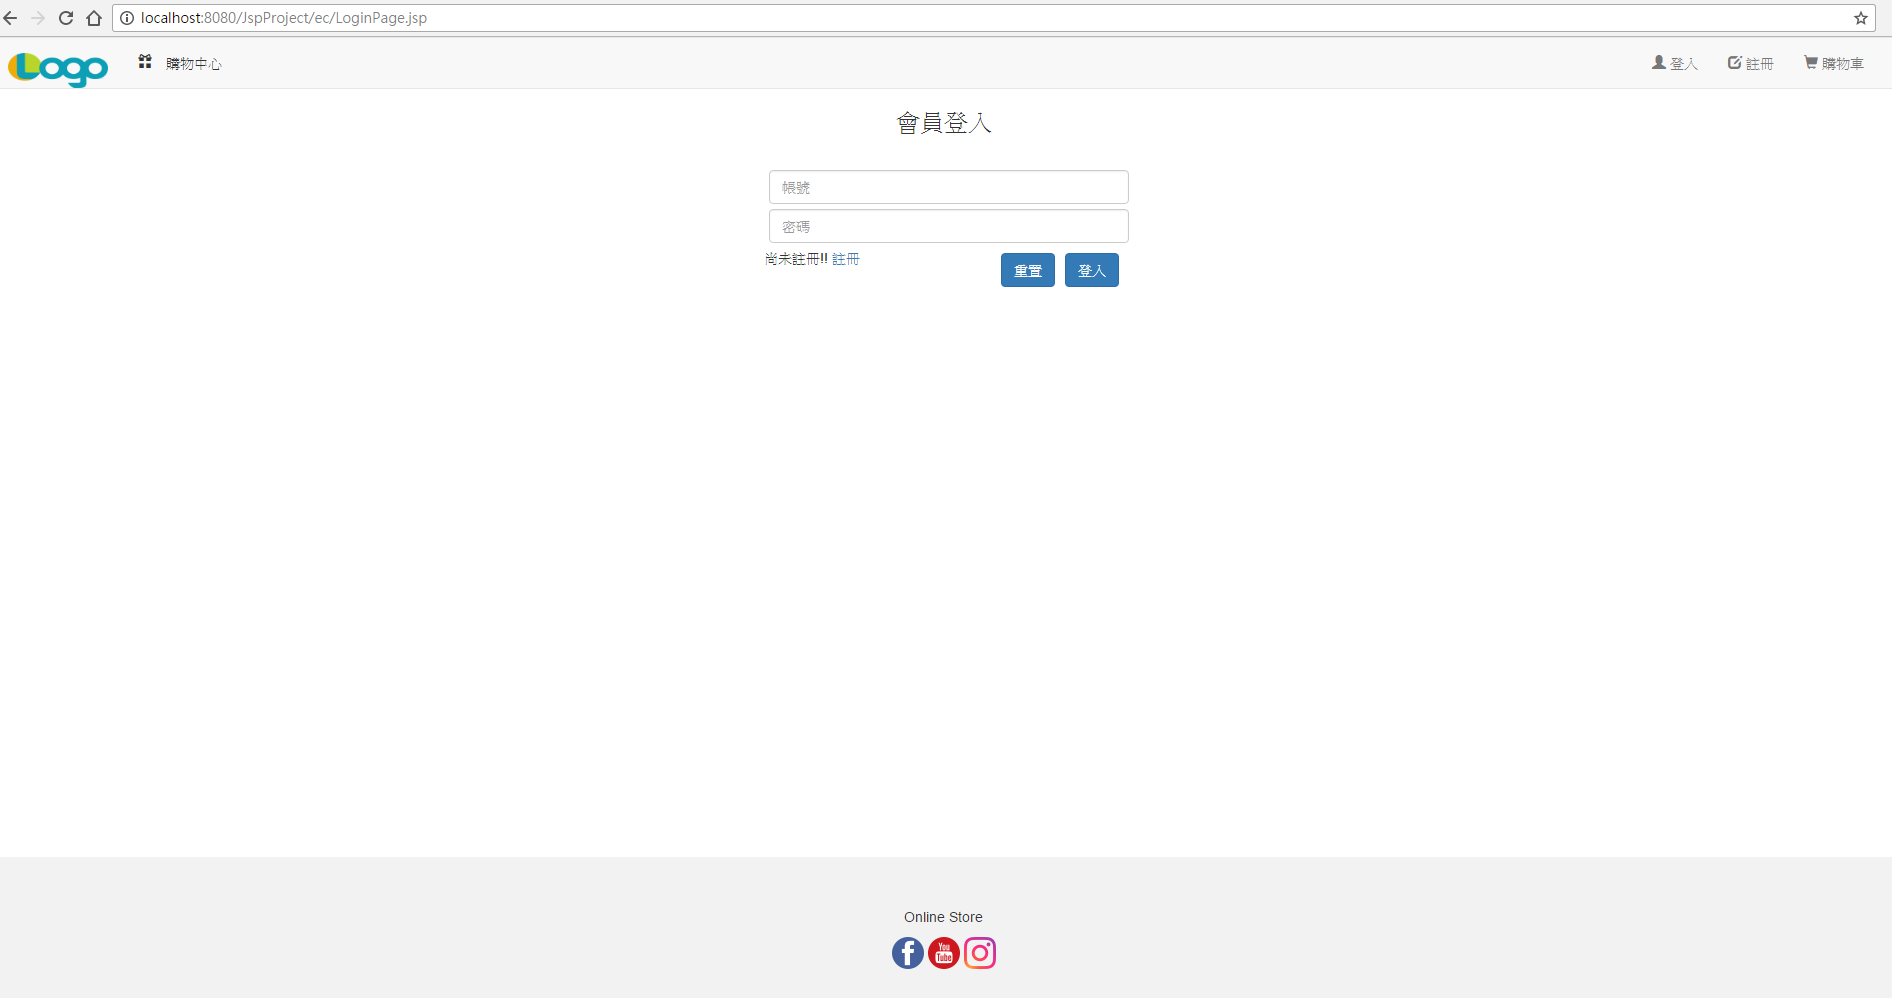 localhost:8080/JspProject/ec/LoginPage.jsp
Logo 購物中心 登入 註冊 購物車
會員登入
帳號
密碼
尚未註冊!! 註冊 重置 登入
Online Store
You Tube